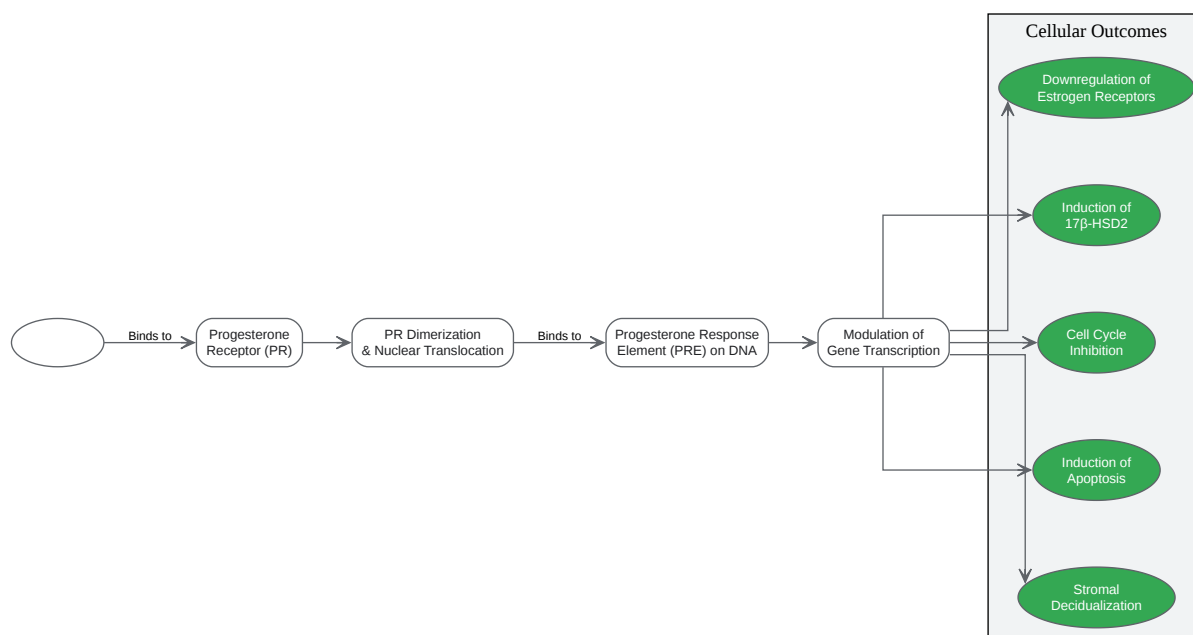 Cellular Outcomes
Downregulation of
Estrogen Receptors
Induction of
17β-HSD2
Binds to
Progesterone
Receptor (PR)
PR Dimerization
& Nuclear Translocation
Binds to
Progesterone Response
Element (PRE) on DNA
Modulation of
Gene Transcription
Cell Cycle
Inhibition
Induction of
Apoptosis
Stromal
Decidualization